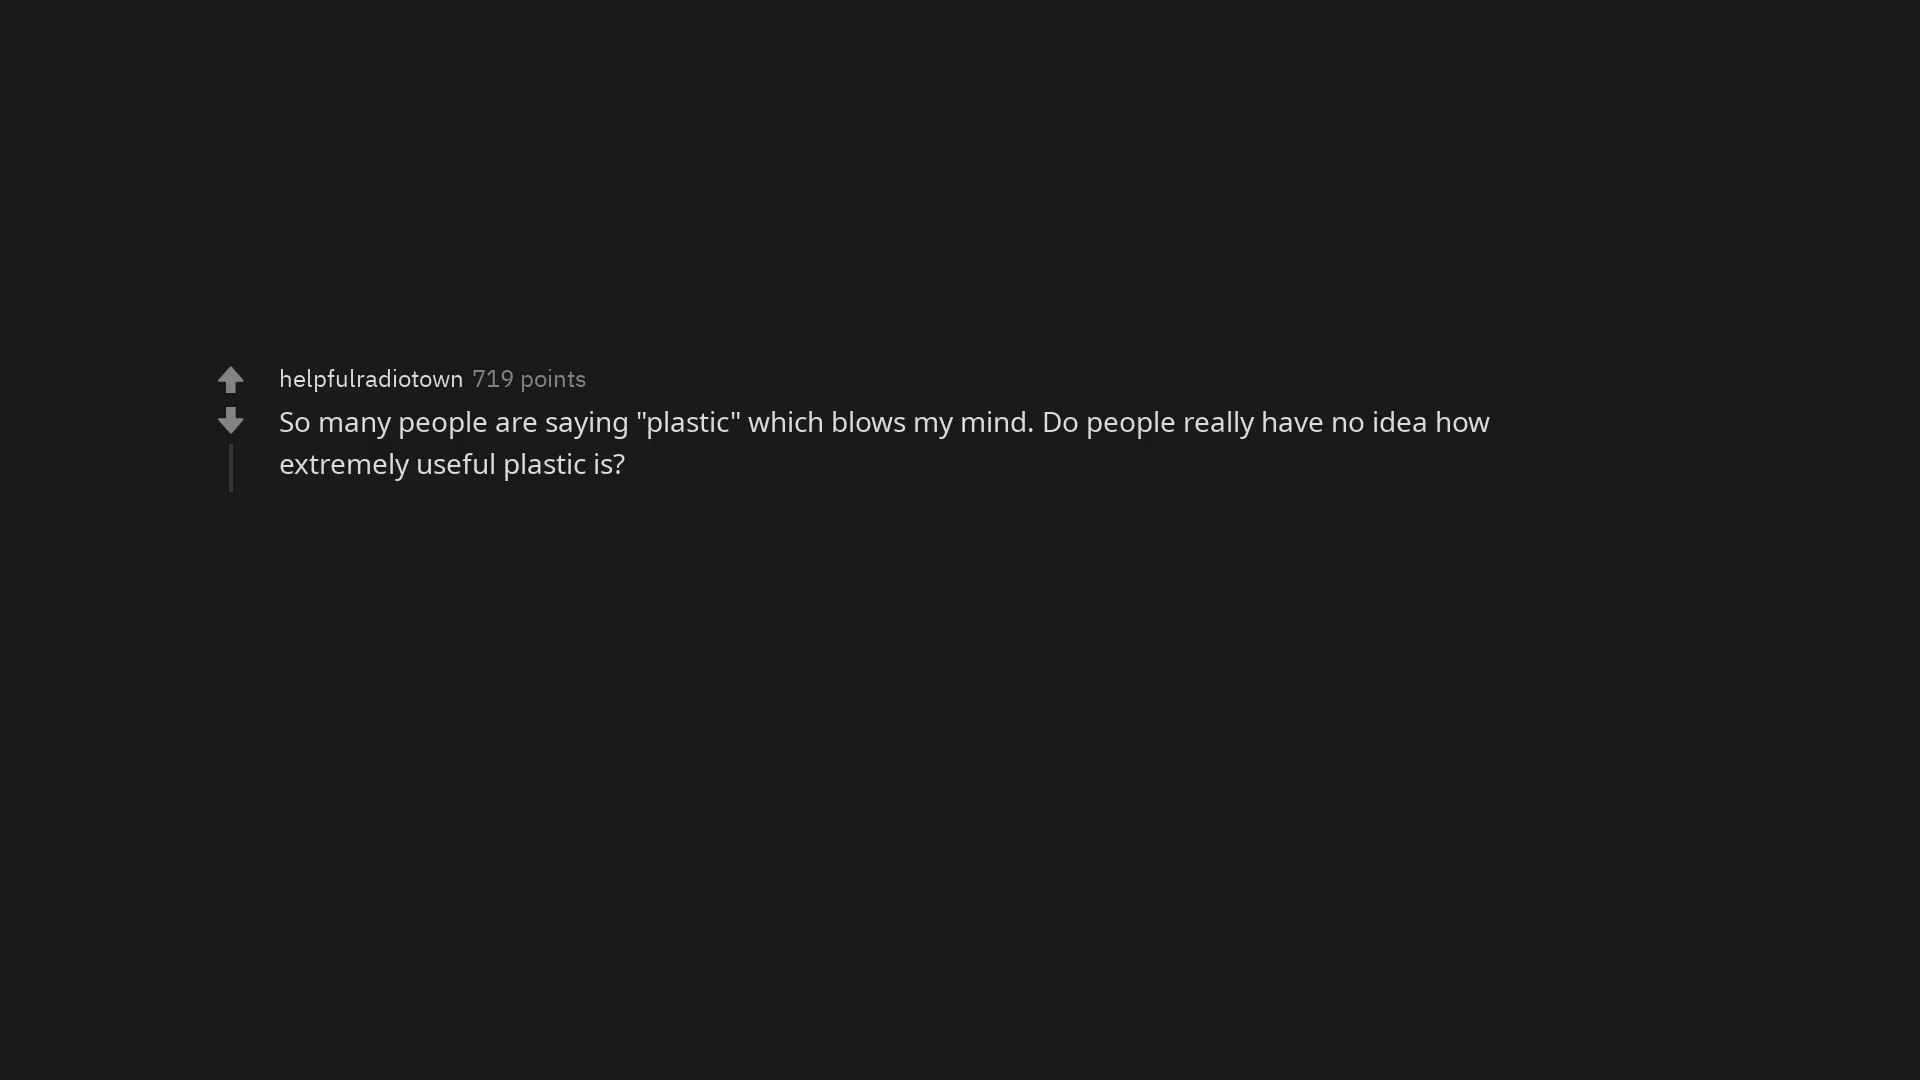 helpfulradiotown 719 points
So many people are saying "plastic" which blows my mind. Do people really have no idea how
extremely useful plastic is?